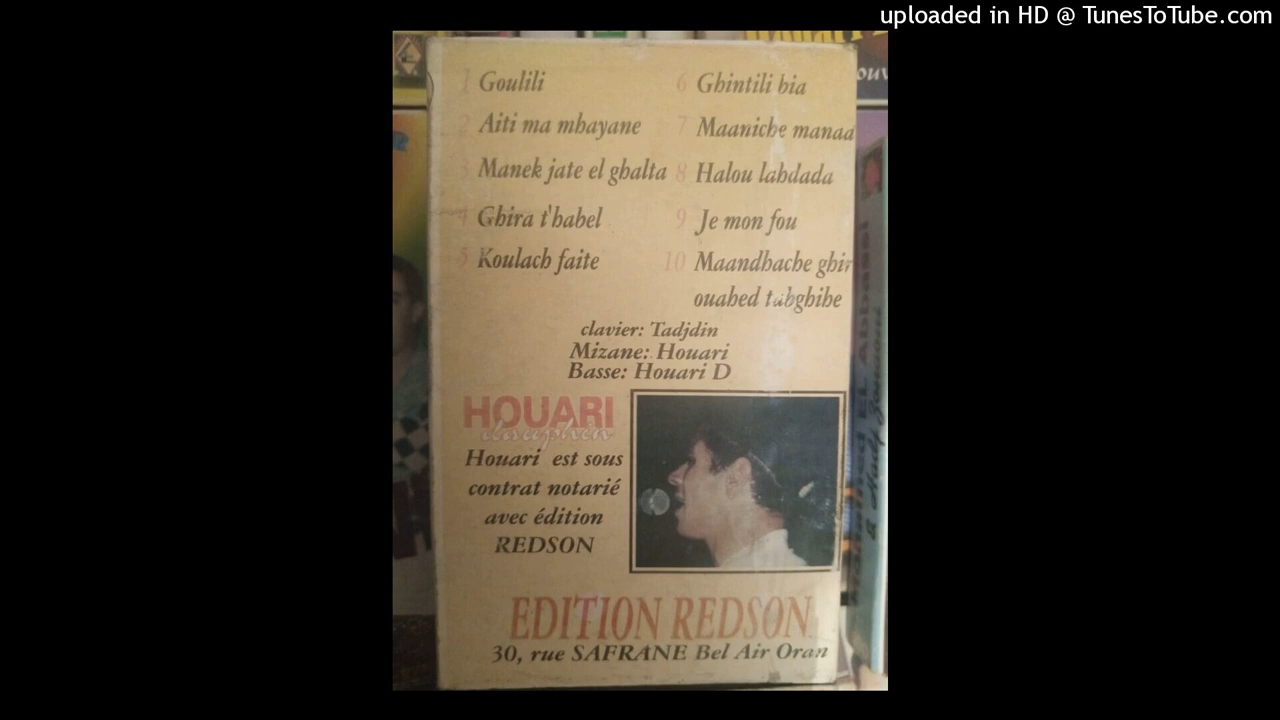 uploaded in HD @ TunesToTube.com
1 Goulili
2 Aiti ma mbayane
3 Manek jate el ghalta
4 Ghira t'habel
5 Koulach faite
6 Ghintili bia
7 Maaniche manaa
8 Halou lahdada
9 Je mon fou
10 Maandhache ghir
ouahed tabghihe
clavier: Tadjdin
Mizane: Houari
Basse: Houari D
HOUARI
dauphin
Houari est sous
contrat notarié
avec édition
REDSON
EDITION REDSON
30, rue SAFRANE Bel Air Oran